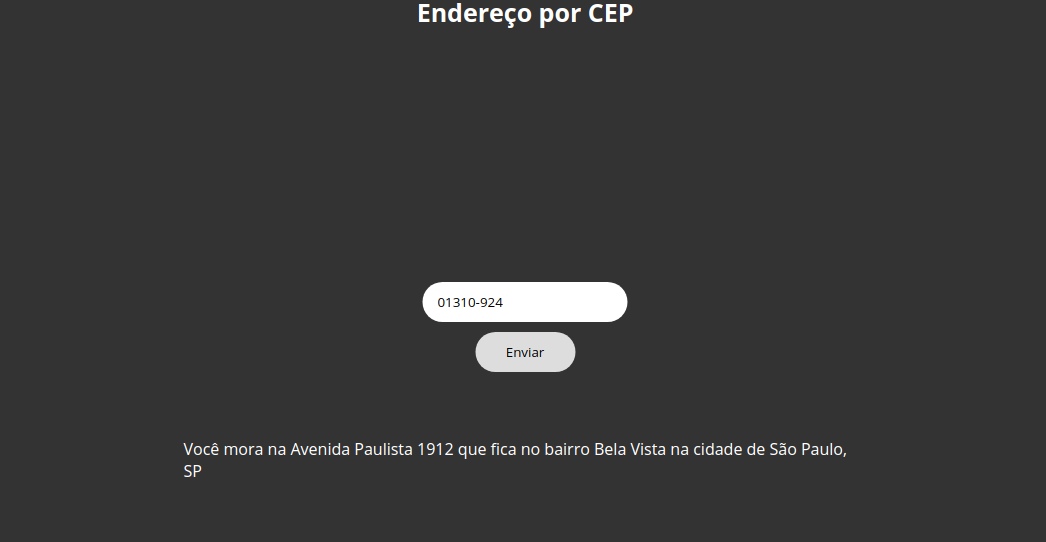 Endereço por CEP
01310-924
Enviar
Você mora na Avenida Paulista 1912 que fica no bairro Bela Vista na cidade de São Paulo,
SP